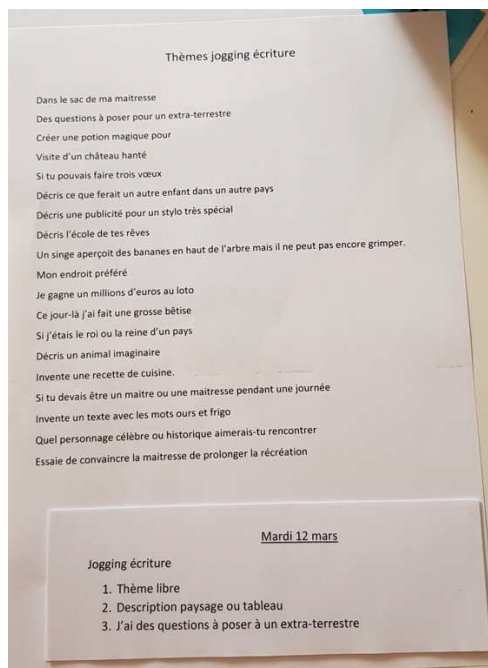 Thèmes jogging écriture
Dans le sac de ma maitresse
Des questions à poser pour un extra-terrestre
Créer une potion magique pour
Visite d'un château hanté
Si tu pouvais faire trois vœux
Décris ce que ferait un autre enfant dans un autre pays
Décris une publicité pour un stylo très spécial
Décris l'école de tes rêves
Un singe aperçoit des bananes en haut de l'arbre mais il ne peut pas encore grimper.
Mon endroit préféré
Je gagne un millions d'euros au loto
Ce jour-là j'ai fait une grosse bêtise
Si j'étais le roi ou la reine d'un pays
Décris un animal imaginaire
Invente une recette de cuisine.
Si tu devais être un maitre ou une maitresse pendant une journée
Invente un texte avec les mots ours et frigo
Quel personnage célèbre ou historique aimerais-tu rencontrer
Essaie de convaincre la maitresse de prolonger la récréation
Mardi 12 mars
Jogging écriture
1. Thème libre
2. Description paysage ou tableau
3. J'ai des questions à poser à un extra-terrestre